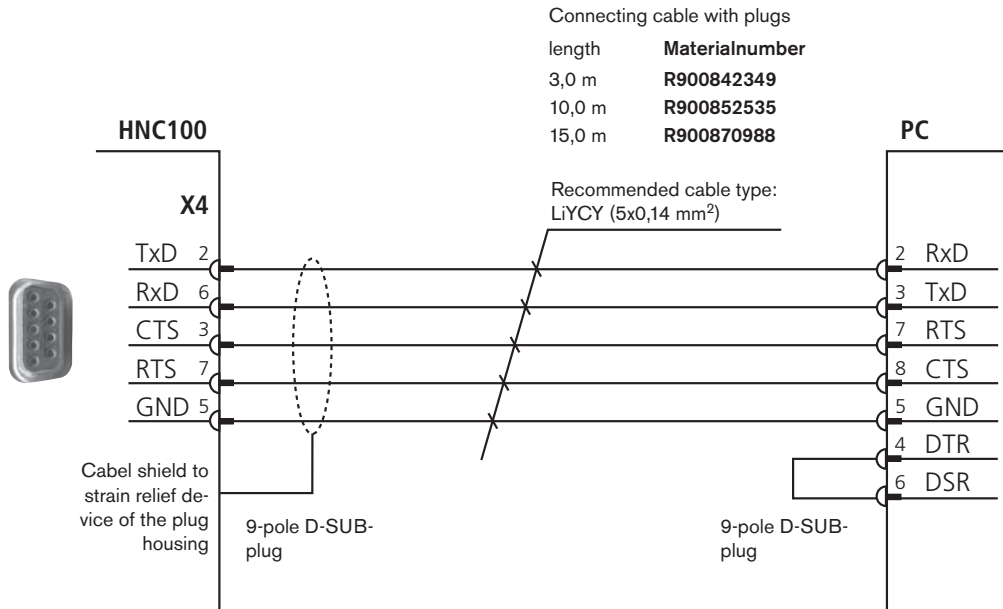 Connecting cable with plugs
length Materialnumber
3,0 m R900842349
10,0 m R900852535
15,0 m R900870988
HNC100
PC
Recommended cable type:
LiYCY (5x0,14 mm²)
X4
TxD 2
2 RxD
RxD 6
3 TxD
CTS 3
7 RTS
RTS 7
8 CTS
GND 5
5 GND
4 DTR
6 DSR
Cabel shield to
strain relief de-
vice of the plug
housing
9-pole D-SUB-
plug
9-pole D-SUB-
plug